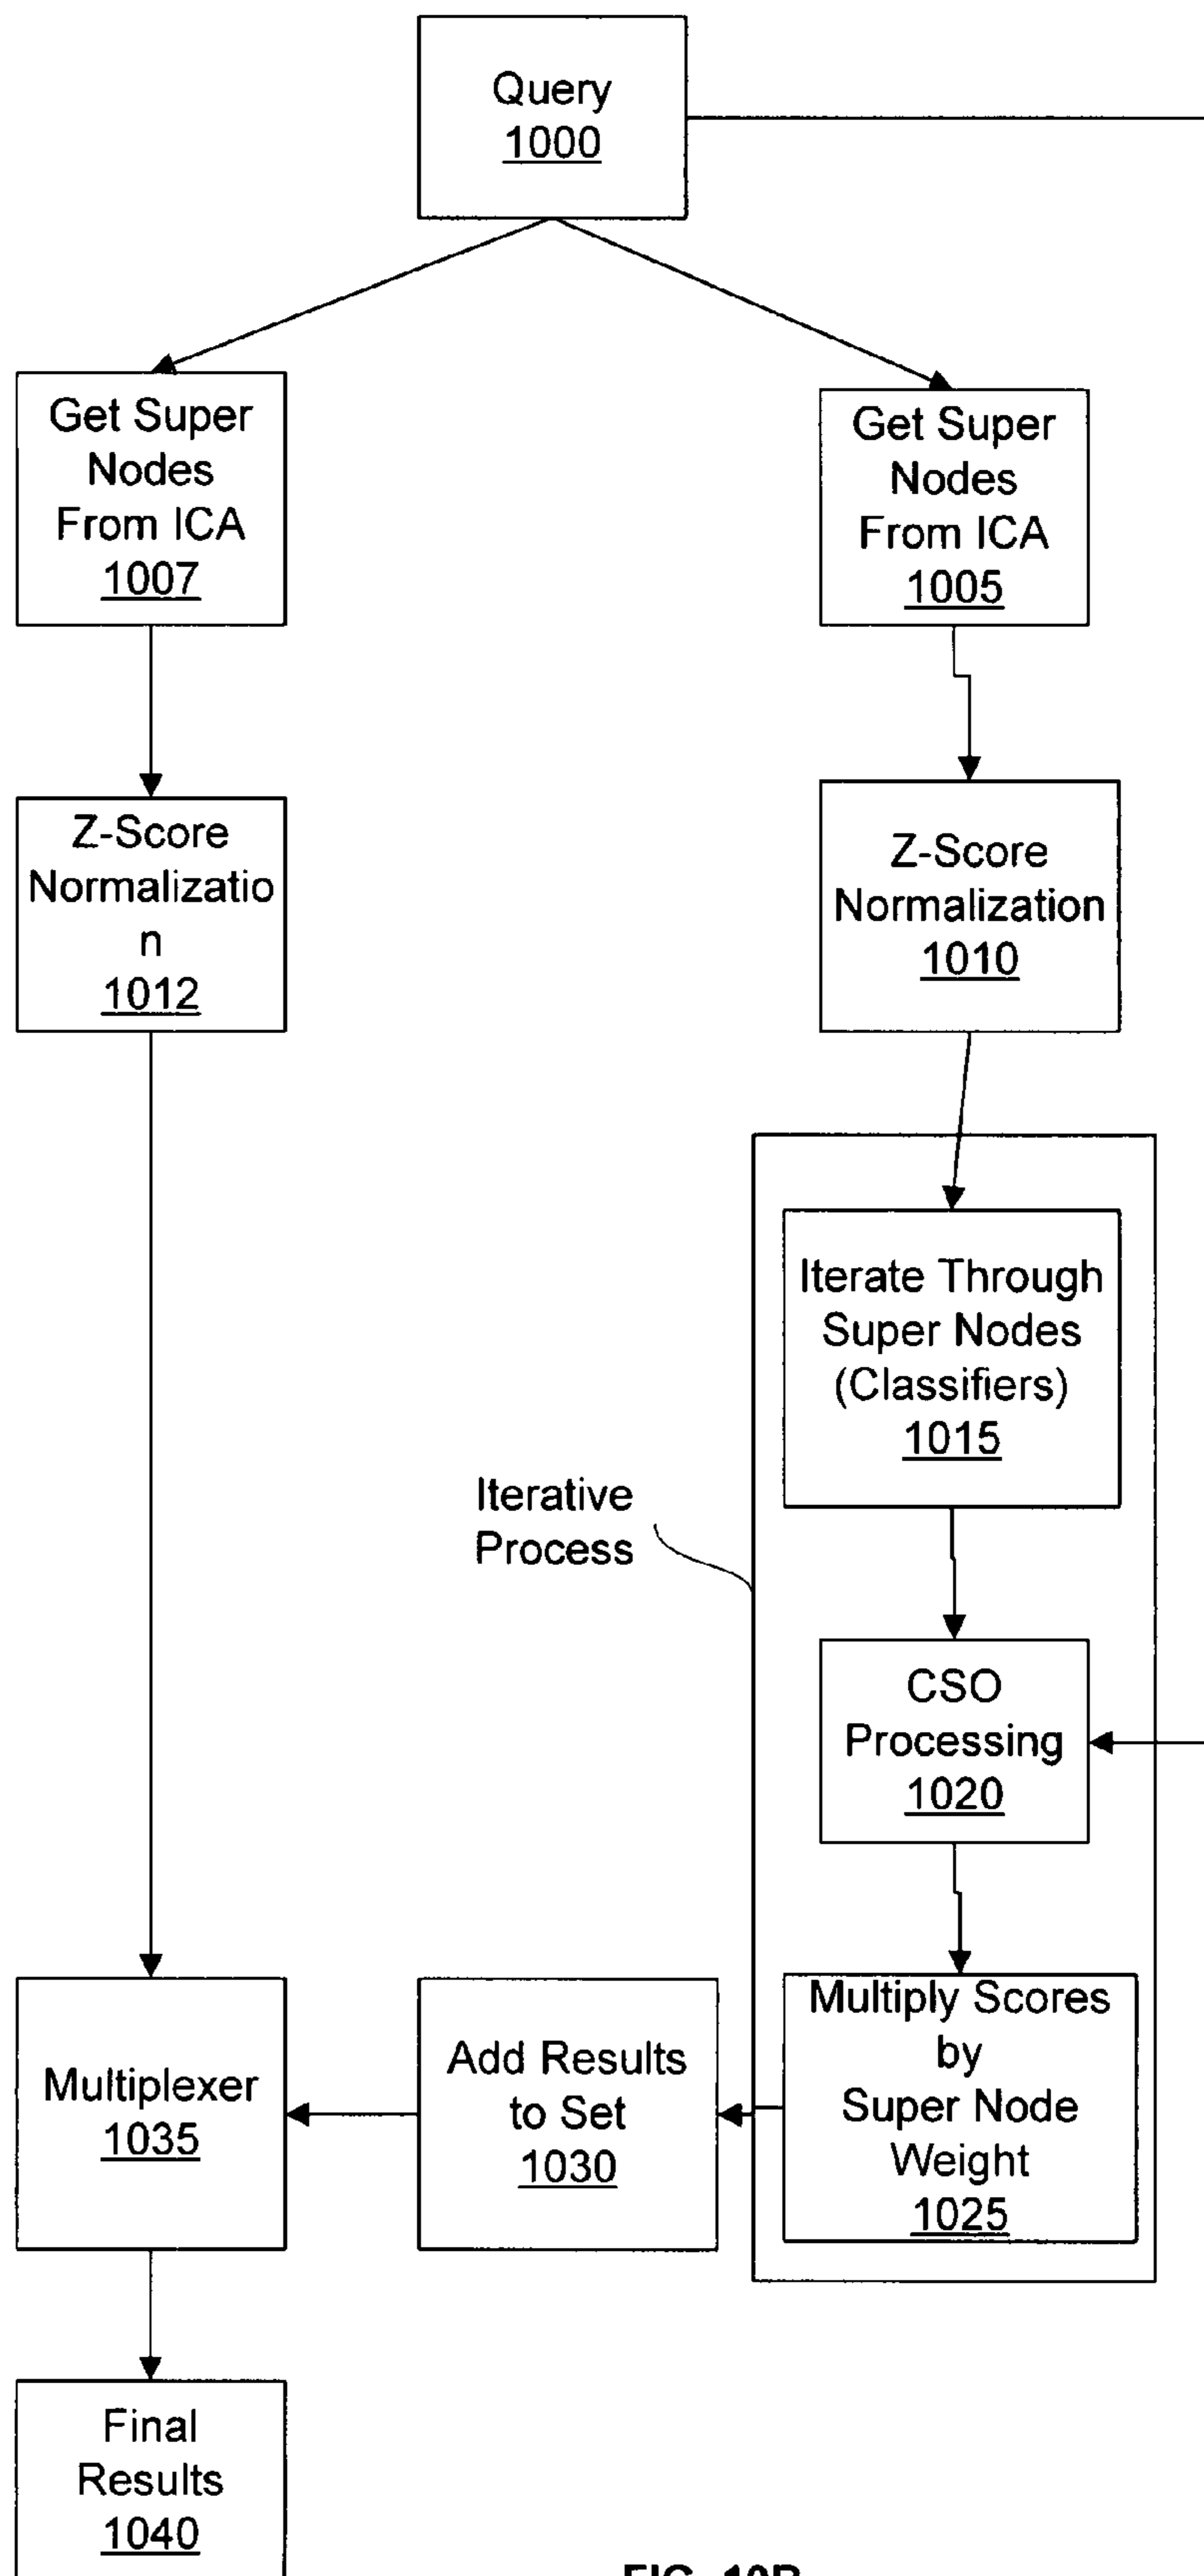 Query
1000
Get Super
Nodes
From ICA
1007
Get Super
Nodes
From ICA
1005
Z-Score
Normalizatio
n
1012
Z-Score
Normalization
1010
Iterate Through
Super Nodes
(Classifiers)
1015
Iterative
Process
CSO
Processing
1020
Multiplexer
1035
Add Results
to Set
1030
Multiply Scores
by
Super Node
Weight
1025
Final
Results
1040
FIG. 10B